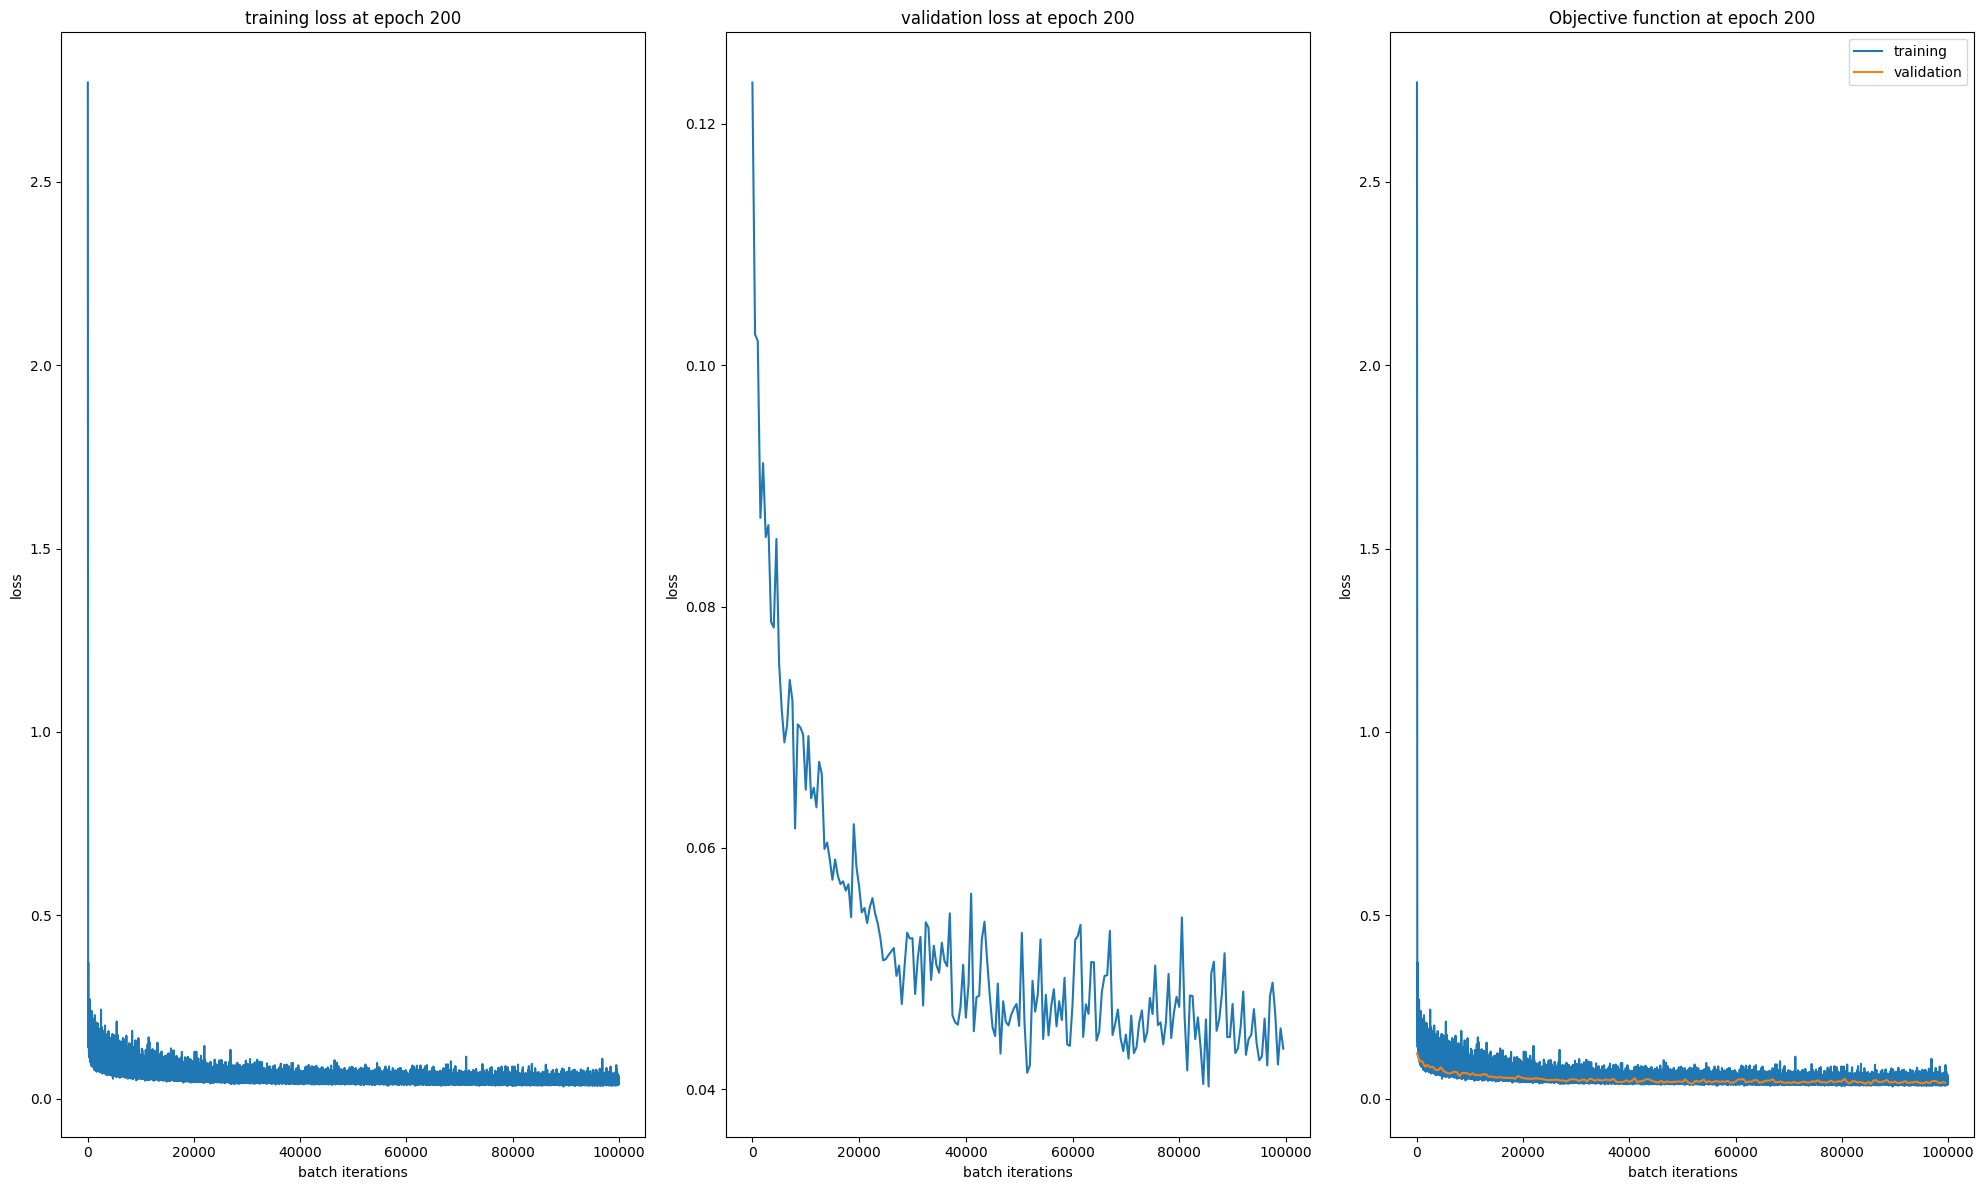 training loss at epoch 200
2.5
2.0
1.5
1.0
0.5
0.0
loss
0 20000 40000 60000 80000 100000
batch iterations
validation loss at epoch 200
0.12
0.10
0.08
0.06
0.04
loss
0 20000 40000 60000 80000 100000
batch iterations
Objective function at epoch 200
training
validation
2.5
2.0
1.5
1.0
0.5
0.0
loss
0 20000 40000 60000 80000 100000
batch iterations